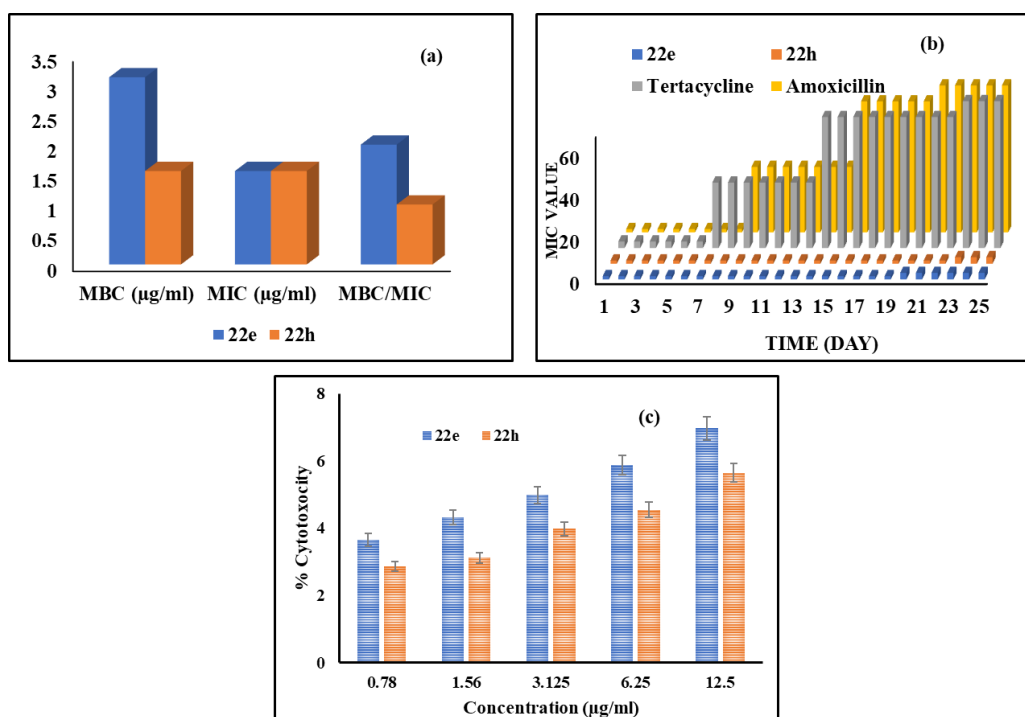 (a)
3.5
3
2.5
2
1.5
1
0.5
0
MBC (µg/ml) MIC (µg/ml) MBC/MIC
22e 22h
(b)
22e 22h
Tertacycline Amoxicillin
MIC VALUE
60
40
20
0
1 3 5 7 9 11 13 15 17 19 21 23 25
TIME (DAY)
(c)
22e 22h
% Cytotoxocity
8
6
4
2
0
0.78 1.56 3.125 6.25 12.5
Concentration (µg/ml)